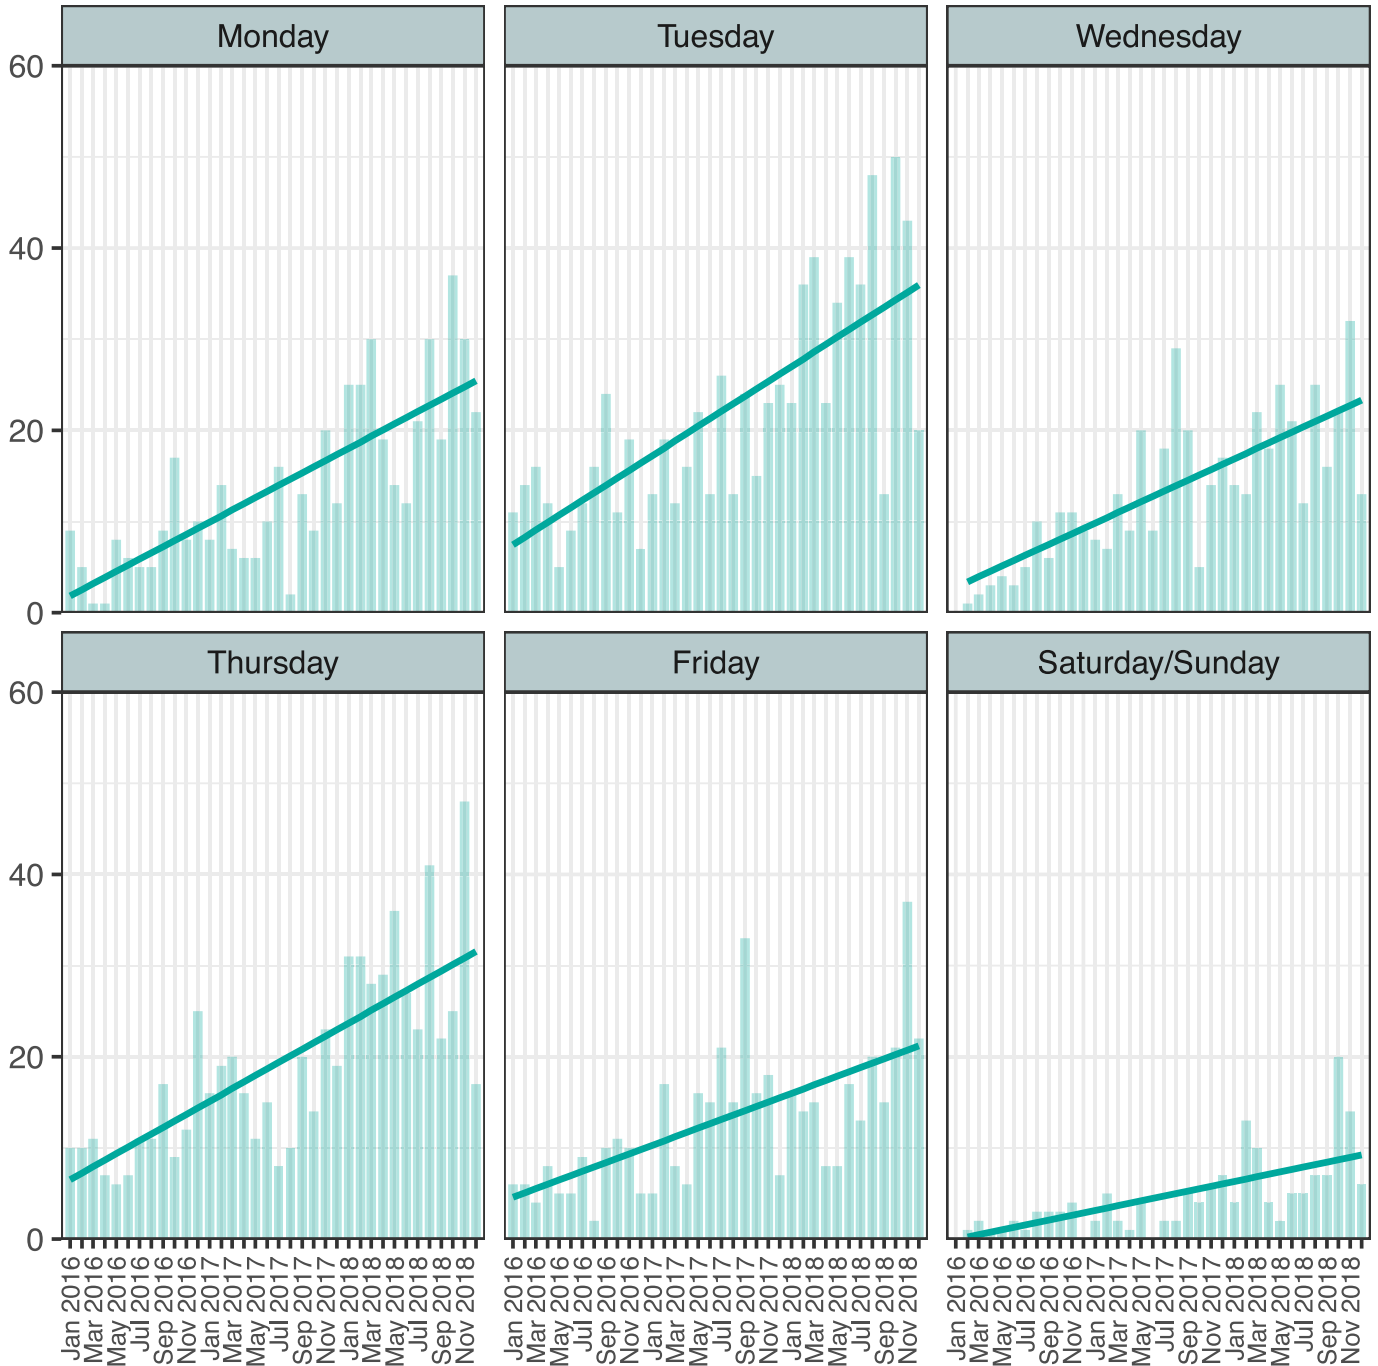 Monday Tuesday Wednesday
60
40
20
0
Thursday Friday Saturday/Sunday
60
40
20
0
Jan 2016 Mar 2016 May 2016 Jul 2016 Sep 2016 Nov 2016 Jan 2017 Mar 2017 May 2017 Jul 2017 Sep 2017 Nov 2017 Jan 2018 Mar 2018 May 2018 Jul 2018 Sep 2018 Nov 2018
Jan 2016 Mar 2016 May 2016 Jul 2016 Sep 2016 Nov 2016 Jan 2017 Mar 2017 May 2017 Jul 2017 Sep 2017 Nov 2017 Jan 2018 Mar 2018 May 2018 Jul 2018 Sep 2018 Nov 2018
Jan 2016 Mar 2016 May 2016 Jul 2016 Sep 2016 Nov 2016 Jan 2017 Mar 2017 May 2017 Jul 2017 Sep 2017 Nov 2017 Jan 2018 Mar 2018 May 2018 Jul 2018 Sep 2018 Nov 2018